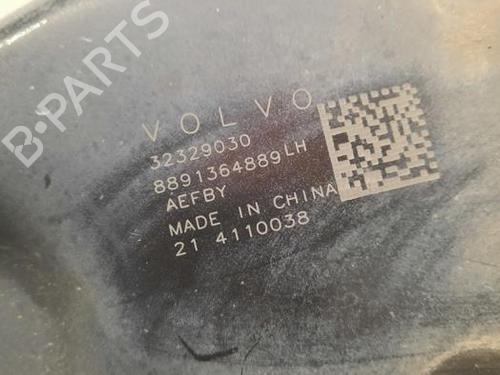 B-PARTS
VOLVO
32329030
8891364889LH
AEFBY
MADE IN CHINA
21 4110038